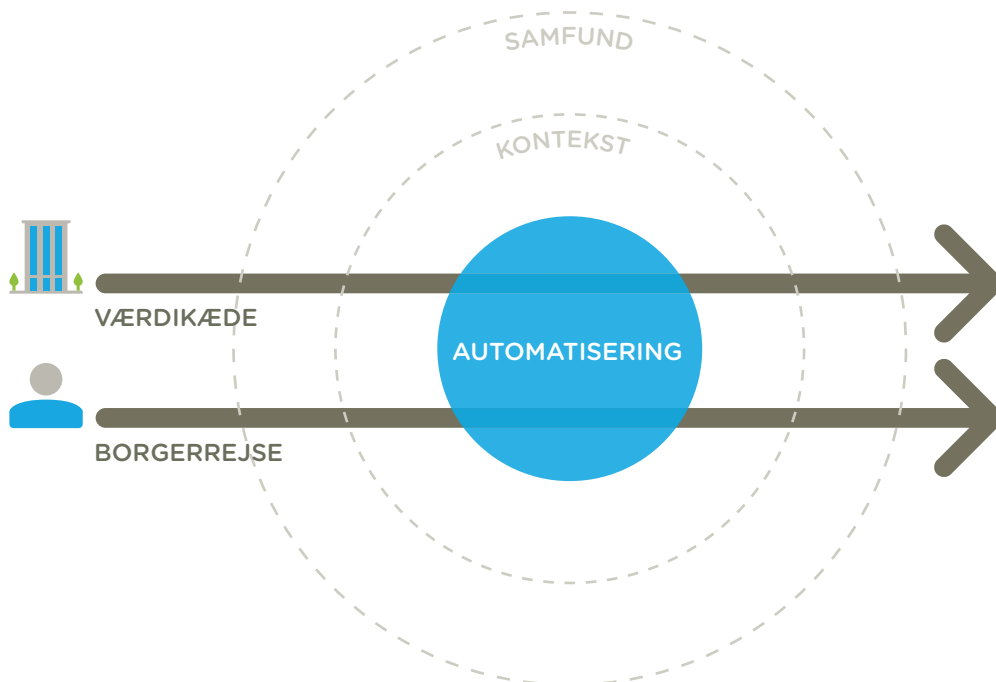 SAMFUND
KONTEKST
VÆRDIKÆDE
AUTOMATISERING
BORGERREJSE